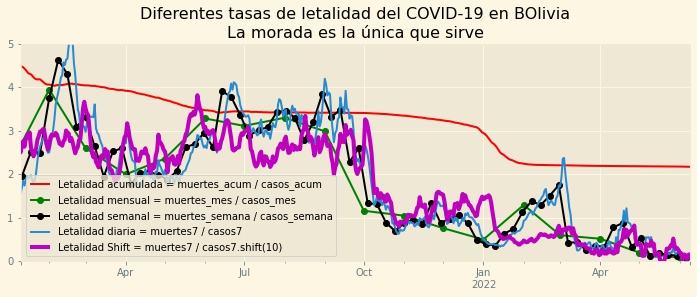 Diferentes tasas de letalidad del COVID-19 en BOlivia
La morada es la única que sirve
5
4
3
2
1
0
Letalidad acumulada = muertes_acum / casos_acum
Letalidad mensual = muertes_mes / casos_mes
Letalidad semanal = muertes_semana / casos_semana
Letalidad diaria = muertes7 / casos7
Letalidad Shift = muertes7 / casos7.shift(10)
Apr Jul Oct Jan Apr
2022